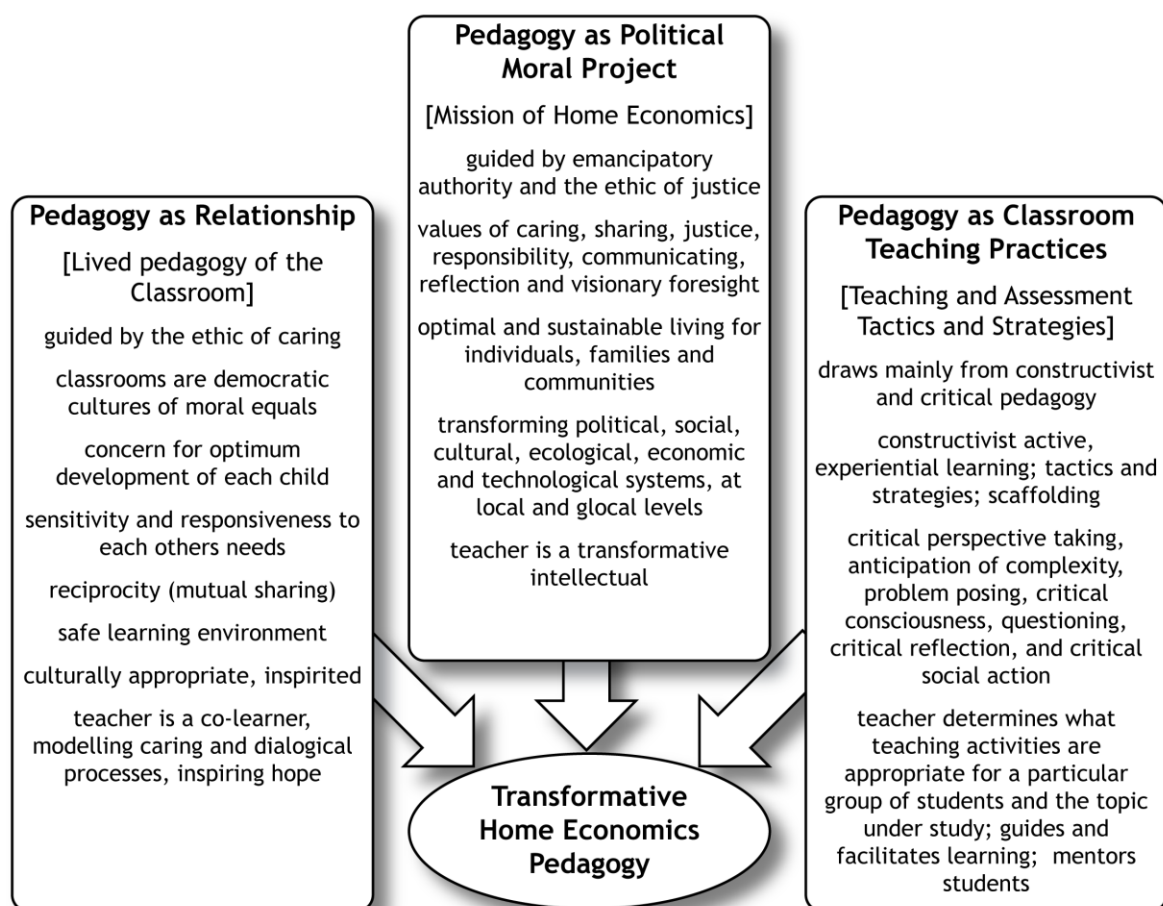 Pedagogy as Political
Moral Project
[Mission of Home Economics]
guided by emancipatory
authority and the ethic of justice
values of caring, sharing, justice,
responsibility, communicating,
reflection and visionary foresight
optimal and sustainable living for
individuals, families and
communities
transforming political, social,
cultural, ecological, economic
and technological systems, at
local and glocal levels
teacher is a transformative
intellectual
Pedagogy as Relationship
[Lived pedagogy of the
Classroom]
guided by the ethic of caring
classrooms are democratic
cultures of moral equals
concern for optimum
development of each child
sensitivity and responsiveness to
each others needs
reciprocity (mutual sharing)
safe learning environment
culturally appropriate, inspirited
teacher is a co-learner,
modelling caring and dialogical
processes, inspiring hope
Pedagogy as Classroom
Teaching Practices
[Teaching and Assessment
Tactics and Strategies]
draws mainly from constructivist
and critical pedagogy
constructivist active,
experiential learning; tactics and
strategies; scaffolding
critical perspective taking,
anticipation of complexity,
problem posing, critical
consciousness, questioning,
critical reflection, and critical
social action
teacher determines what
teaching activities are
appropriate for a particular
group of students and the topic
under study; guides and
facilitates learning; mentors
students
Transformative
Home Economics
Pedagogy